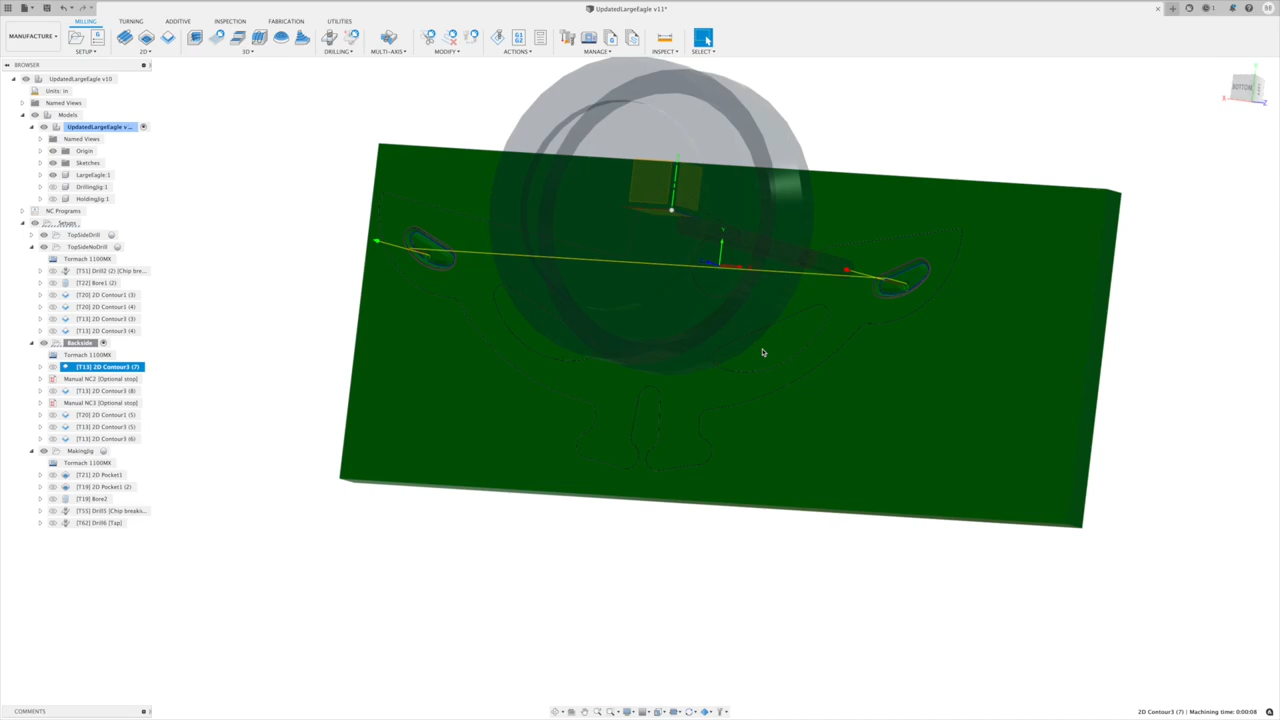 UpdatedLargeEagle v11*
1
BB
MILLING
TURNING
ADDITIVE
INSPECTION
FABRICATION
UTILITIES
MANUFACTURE
SETUP
2D
3D
DRILLING
MULTI-AXIS
MODIFY
ACTIONS
MANAGE
INSPECT
SELECT
G1
G2
BROWSER
UpdatedLargeEagle v10
Units: in
Named Views
Models
UpdatedLargeEagle v...
Named Views
Origin
Sketches
LargeEagle:1
DrillingJig:1
HoldingJig:1
NC Programs
Setups
TopSideDrill
TopSideNoDrill
Tormach 1100MX
[T51] Drill2 (2) [Chip bre...
[T22] Bore1 (2)
[T20] 2D Contour1 (3)
[T20] 2D Contour1 (4)
[T13] 2D Contour3 (3)
[T13] 2D Contour3 (4)
Backside
Tormach 1100MX
[T13] 2D Contour3 (7)
Manual NC2 [Optional stop]
[T13] 2D Contour3 (8)
Manual NC3 [Optional stop]
[T20] 2D Contour1 (5)
[T13] 2D Contour3 (5)
[T13] 2D Contour3 (6)
MakingJig
Tormach 1100MX
[T21] 2D Pocket1
[T19] 2D Pocket1 (2)
[T19] Bore2
[T55] Drill5 [Chip breaki...
[T62] Drill6 [Tap]
BOTTOM
X
Z
Y
COMMENTS
2D Contour3 (7) | Machining time: 0:00:08